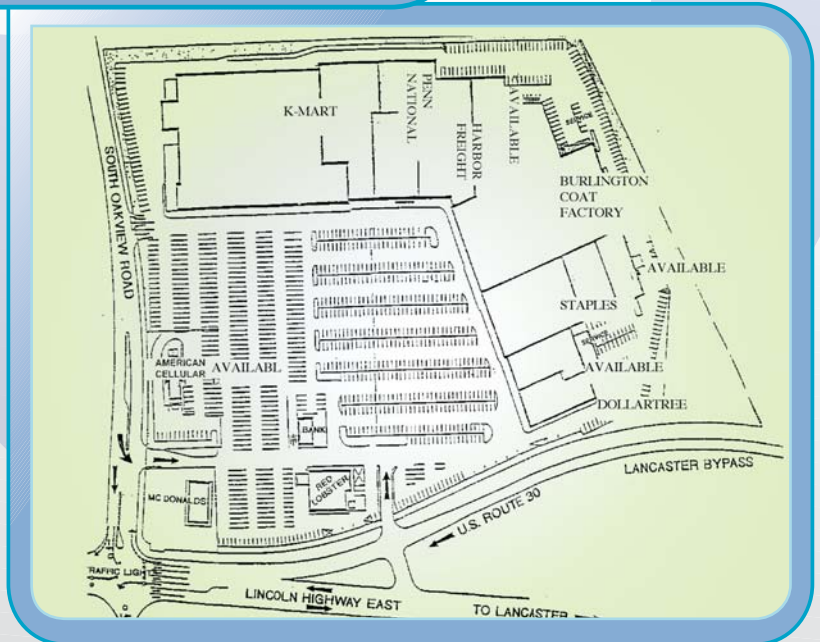 K-MART
PENN
NATIONAL
HARBOR
FREIGHT
AVAILABLE
SERVICE
BURLINGTON
COAT
FACTORY
SOUTH OAKVIEW ROAD
AVAILABLE
STAPLES
SERVICE
AVAILABLE
DOLLARTREE
AMERICAN
CELLULAR
AVAILABL
BANK
RED
LOBSTER
MC DONALDS
LANCASTER BYPASS
U.S. ROUTE 30
RAFFIC LIGHT
LINCOLN HIGHWAY EAST
TO LANCASTER